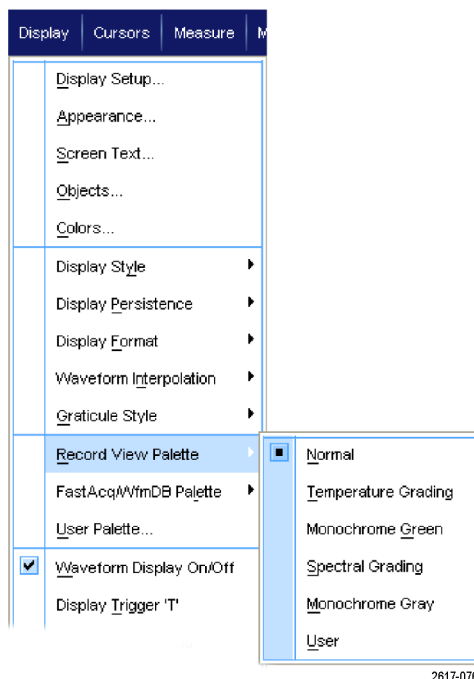 Display Cursors Measure
Display Setup...
Appearance...
Screen Text...
Objects...
Colors...
Display Style
Display Persistence
Display Format
Waveform Interpolation
Graticule Style
Record View Palette
Normal
FastAcq/WfmDB Palette
Temperature Grading
User Palette...
Monochrome Green
Waveform Display On/Off
Spectral Grading
Display Trigger 'T'
Monochrome Gray
User